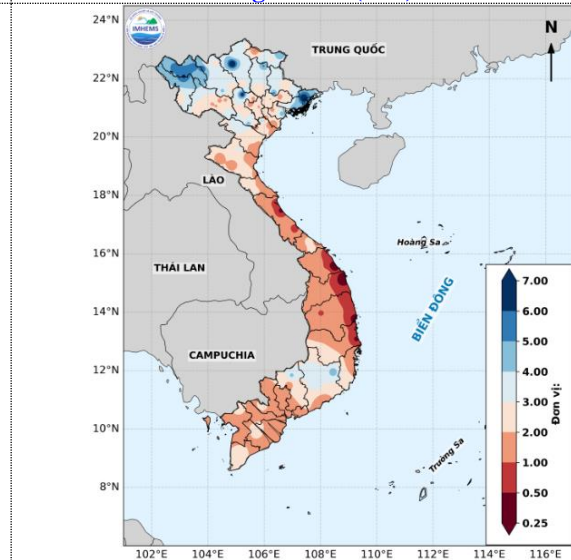 24°N
IMHEMS
TRUNG QUỐC
N
22°N
20°N
LÀO
18°N
Hoàng Sa
16°N
THÁI LAN
BIỂN ĐÔNG
7.00
6.00
5.00
4.00
3.00
2.00
1.00
0.50
0.25
Đơn vị:
14°N
CAMPUCHIA
12°N
10°N
Trường Sa
8°N
102°E 104°E 106°E 108°E 110°E 112°E 114°E 116°E